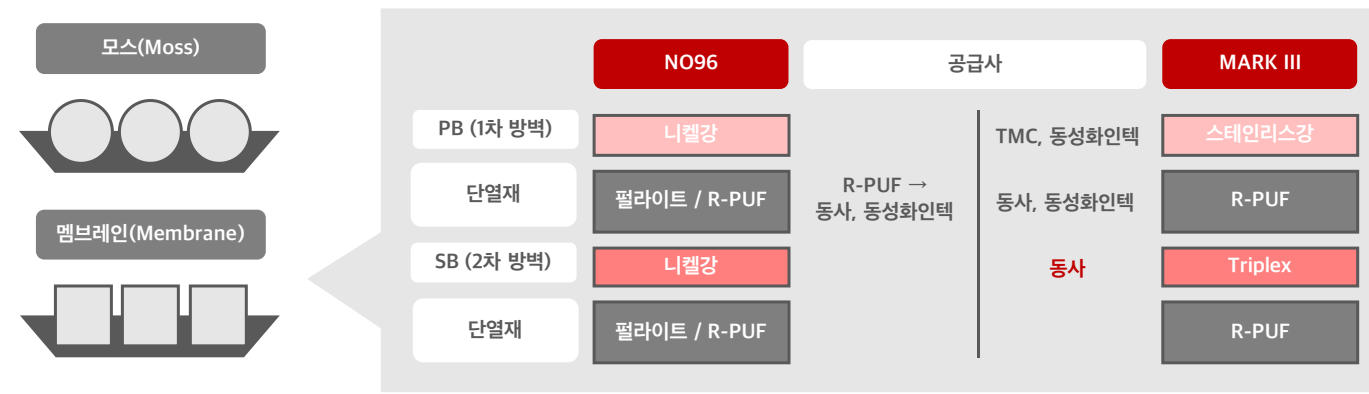 모스(Moss)
멤브레인(Membrane)
NO96
공급사
MARK III
PB (1차 방벽)
니켈강
TMC, 동성화인텍
스테인리스강
단열재
펄라이트 / R-PUF
R-PUF →
동사, 동성화인텍
동사, 동성화인텍
R-PUF
SB (2차 방벽)
니켈강
동사
Triplex
단열재
펄라이트 / R-PUF
R-PUF